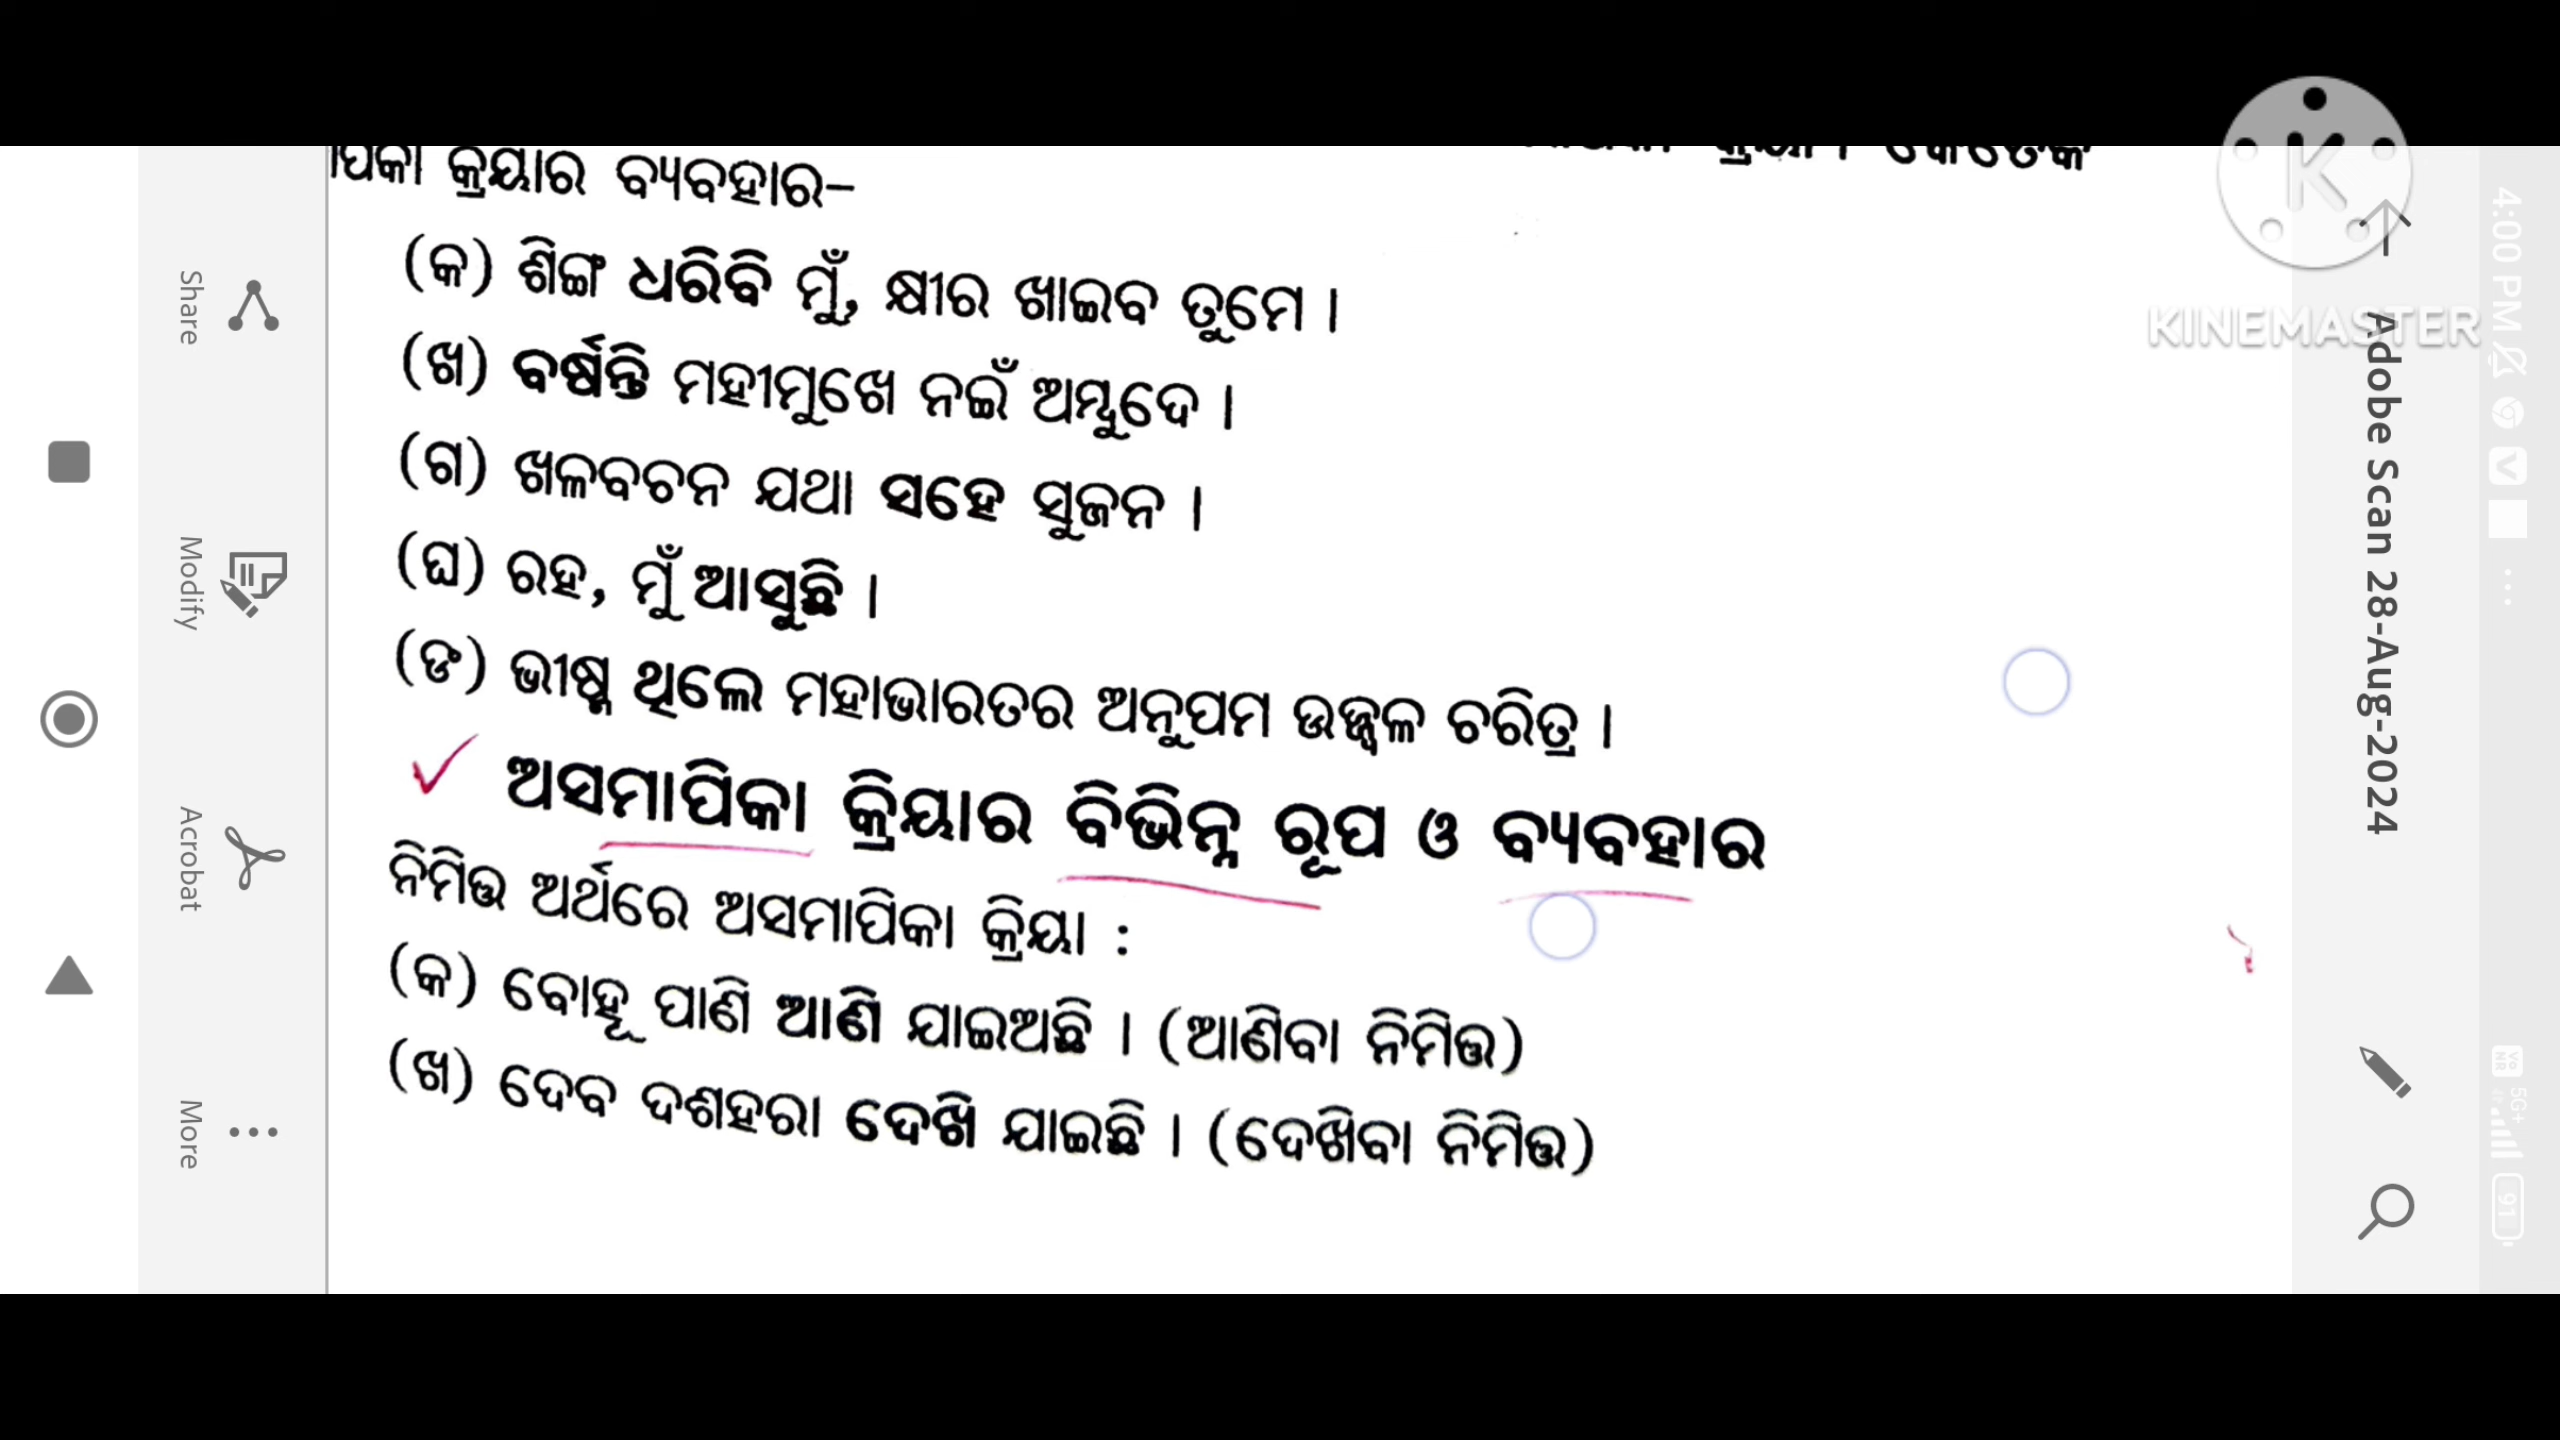 କ୍ରିୟାର ବ୍ୟବହାର–
(କ) ଶିଙ୍ଗ ଧରିବି ମୁଁ, କ୍ଷୀର ଖାଇବ ତୁମେ ।
(ଖ) ବର୍ଷନ୍ତି ମହୀମୁଖେ ନଇଁ ଅମ୍ବୁଦେ ।
(ଗ) ଖଳବଚନ ଯଥା ସହେ ସୁଜନ ।
(ଘ) ରହ, ମୁଁ ଆସୁଛି ।
(ଙ) ଭୀଷ୍ମ ଥିଲେ ମହାଭାରତର ଅନୁପମ ଉଜ୍ଜ୍ୱଳ ଚରିତ୍ର ।
ଅସମାପିକା କ୍ରିୟାର ବିଭିନ୍ନ ରୂପ ଓ ବ୍ୟବହାର
ନିମିତ୍ତ ଅର୍ଥରେ ଅସମାପିକା କ୍ରିୟା :
(କ) ବୋହୂ ପାଣି ଆଣି ଯାଇଅଛି । (ଆଣିବା ନିମିତ୍ତ)
(ଖ) ଦେବ ଦଶହରା ଦେଖି ଯାଇଛି । (ଦେଖିବା ନିମିତ୍ତ)
Share
Modify
Acrobat
More
Adobe Scan 28-Aug-2024
4:00 PM
5G+
91
K
KINEMASTER